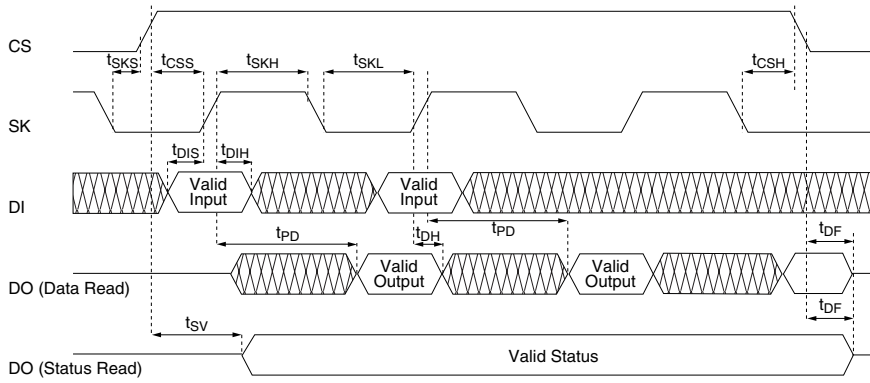 CS
tSKS
tCSS
tSKH
tSKL
tCSH
SK
tDIS
tDIH
DI
Valid
Input
Valid
Input
tPD
tDH
tPD
tDF
DO (Data Read)
Valid
Output
Valid
Output
tDF
tSV
DO (Status Read)
Valid Status